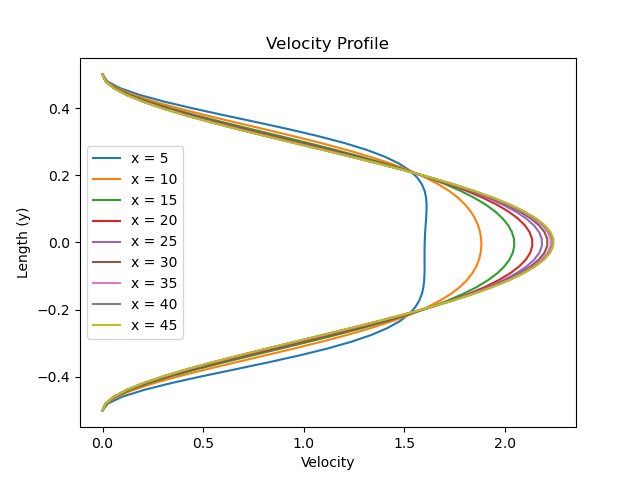 Velocity Profile
0.4
0.2
0.0
−0.2
−0.4
Length (y)
x = 5
x = 10
x = 15
x = 20
x = 25
x = 30
x = 35
x = 40
x = 45
0.0 0.5 1.0 1.5 2.0
Velocity